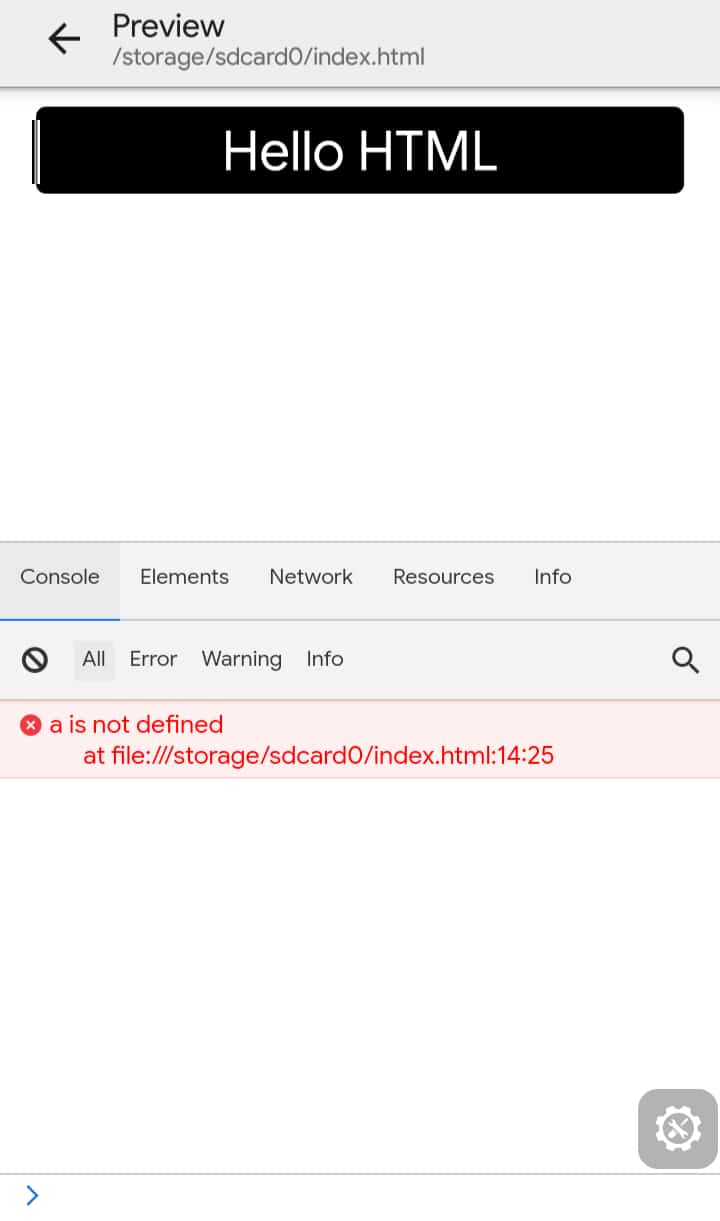 Preview
/storage/sdcard0/index.html
Hello HTML
Console Elements Network Resources Info
All Error Warning Info
a is not defined
at file:///storage/sdcard0/index.html:14:25